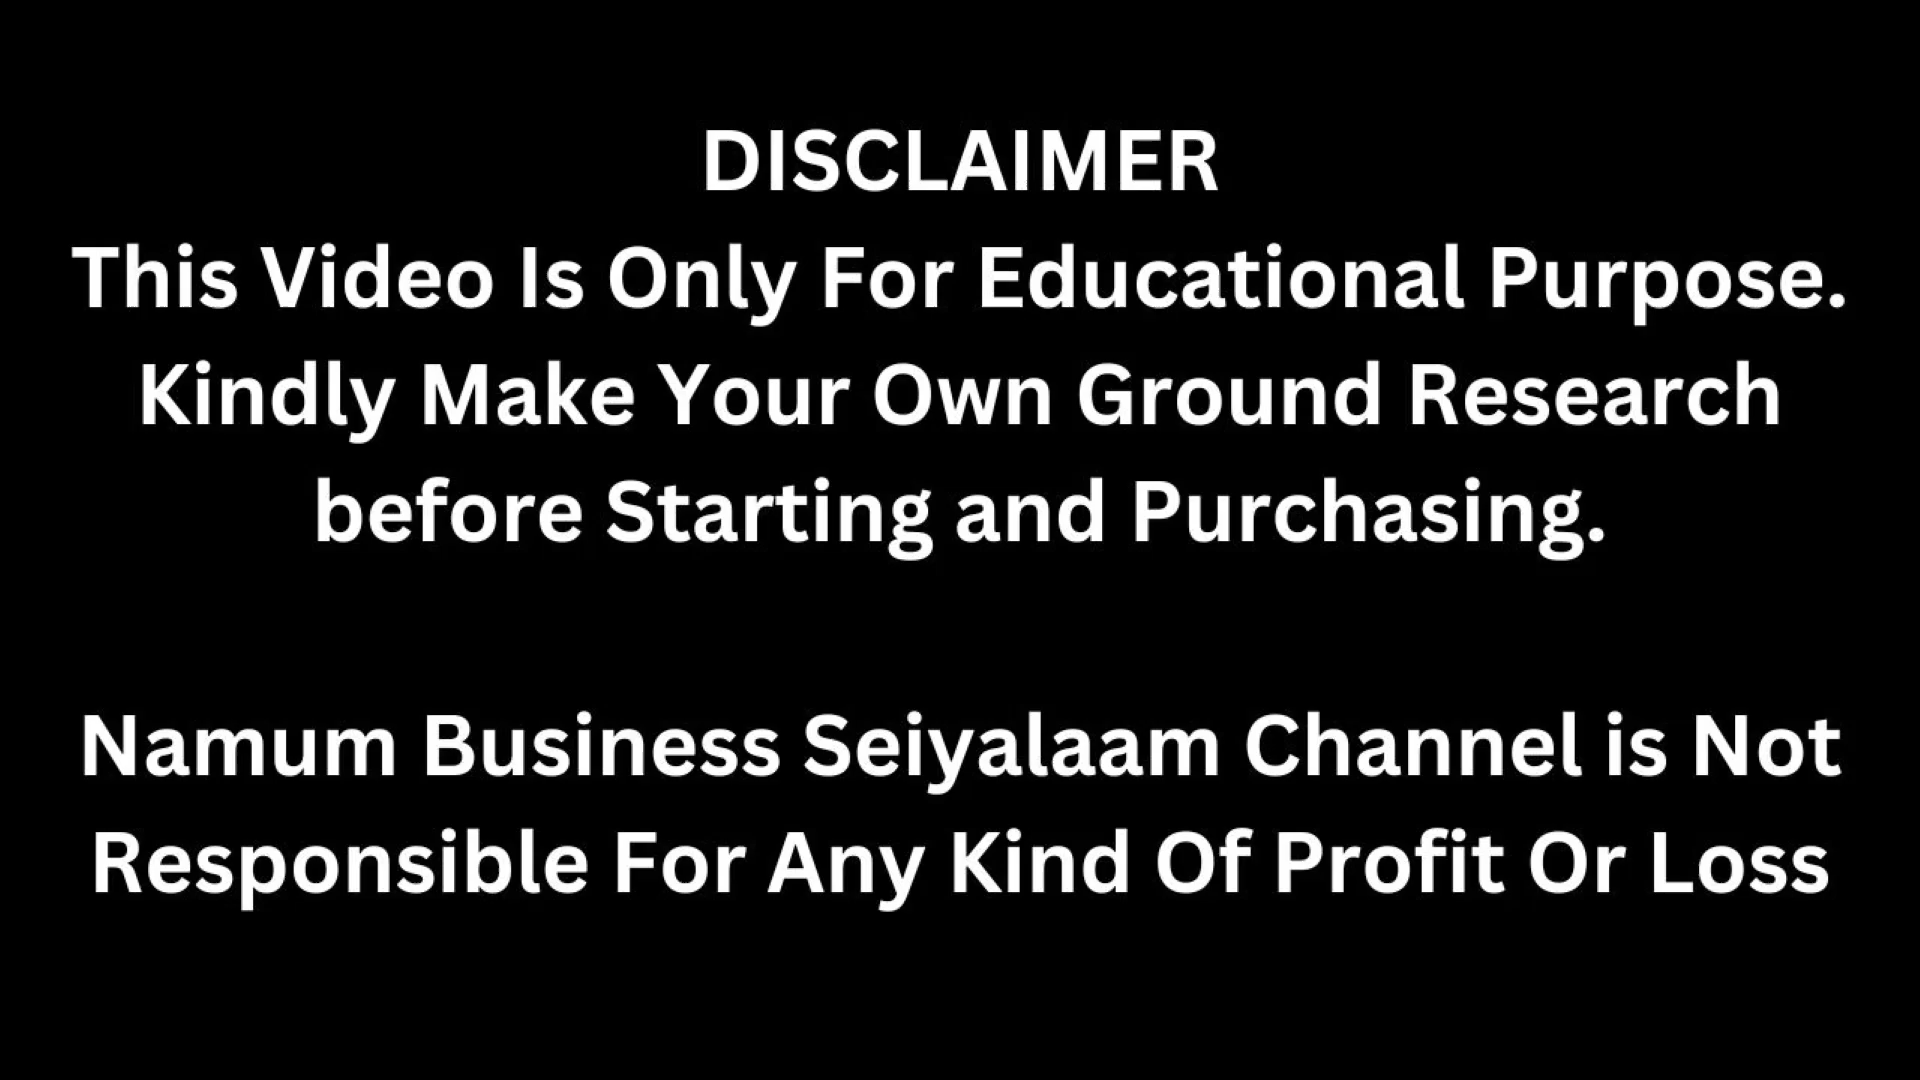 DISCLAIMER
This Video Is Only For Educational Purpose.
Kindly Make Your Own Ground Research
before Starting and Purchasing.
Namum Business Seiyalaam Channel is Not
Responsible For Any Kind Of Profit Or Loss